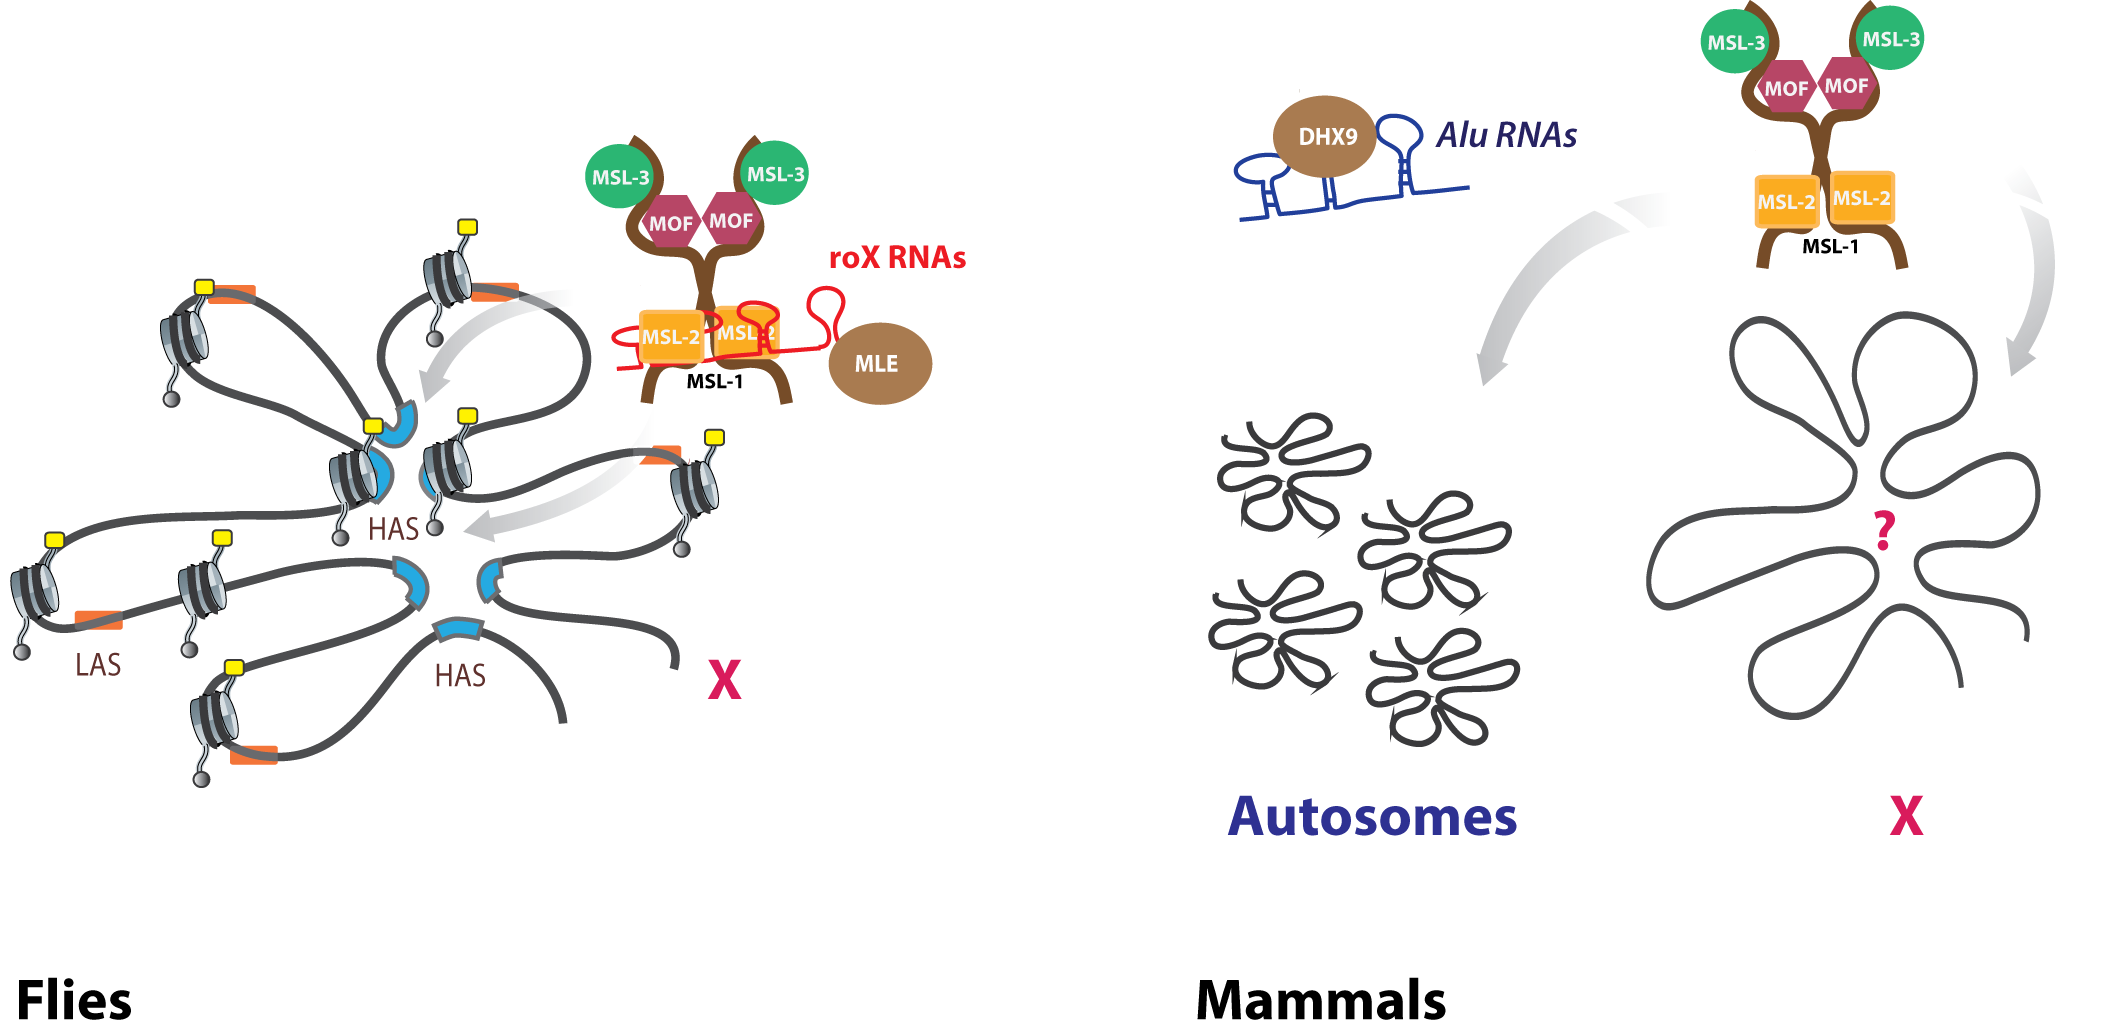 MSL-3
MSL-3
MOF
MOF
roX RNAs
MSL-2
MSL-2
MSL-1
MLE
HAS
LAS
HAS
X
Flies
MSL-3
MSL-3
MOF
MOF
DHX9
Alu RNAs
MSL-2
MSL-2
MSL-1
?
Autosomes
X
Mammals